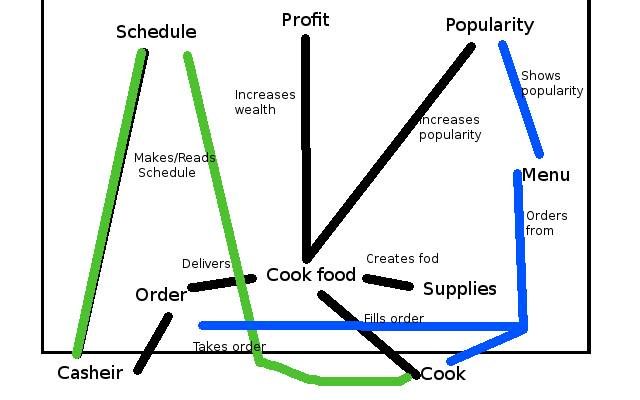 Profit
Schedule
Popularity
Shows
popularity
Increases
wealth
Increases
popularity
Makes/Reads
Schedule
Menu
Orders
from
Creates fod
Delivers
Cook food
Supplies
Order
Fills order
Takes order
Casheir
Cook